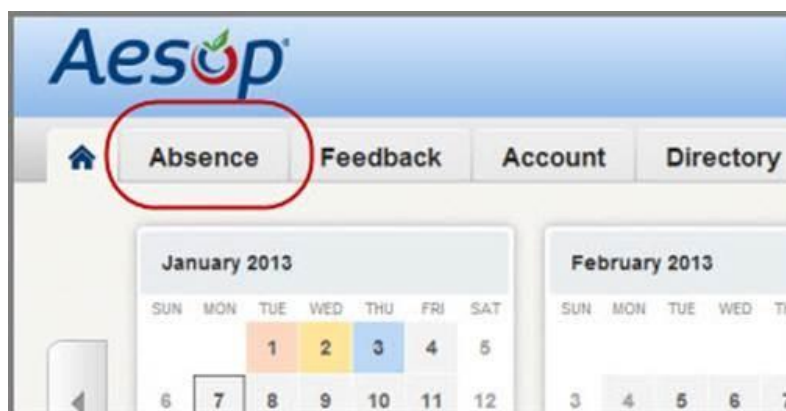 Aesop
Absence Feedback Account Directory
January 2013 February 2013
SUN MON TUE WED THU FRI SAT SUN MON TUE WED
1 2 3 4 5
6 7 8 9 10 11 12 3 4 5 6 7